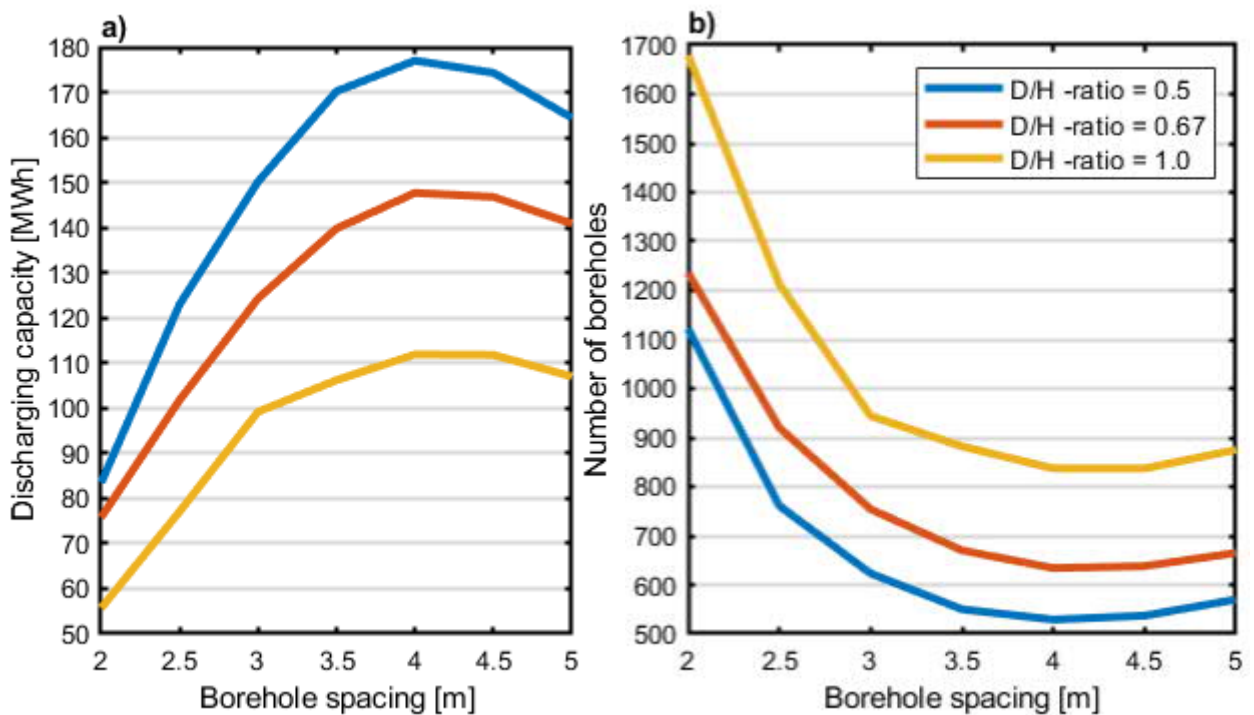 a)
Discharging capacity [MWh]
180
170
160
150
140
130
120
110
100
90
80
70
60
50
2 2.5 3 3.5 4 4.5 5
Borehole spacing [m]
b)
Number of boreholes
1700
1600
1500
1400
1300
1200
1100
1000
900
800
700
600
500
2 2.5 3 3.5 4 4.5 5
Borehole spacing [m]
D/H -ratio = 0.5
D/H -ratio = 0.67
D/H -ratio = 1.0